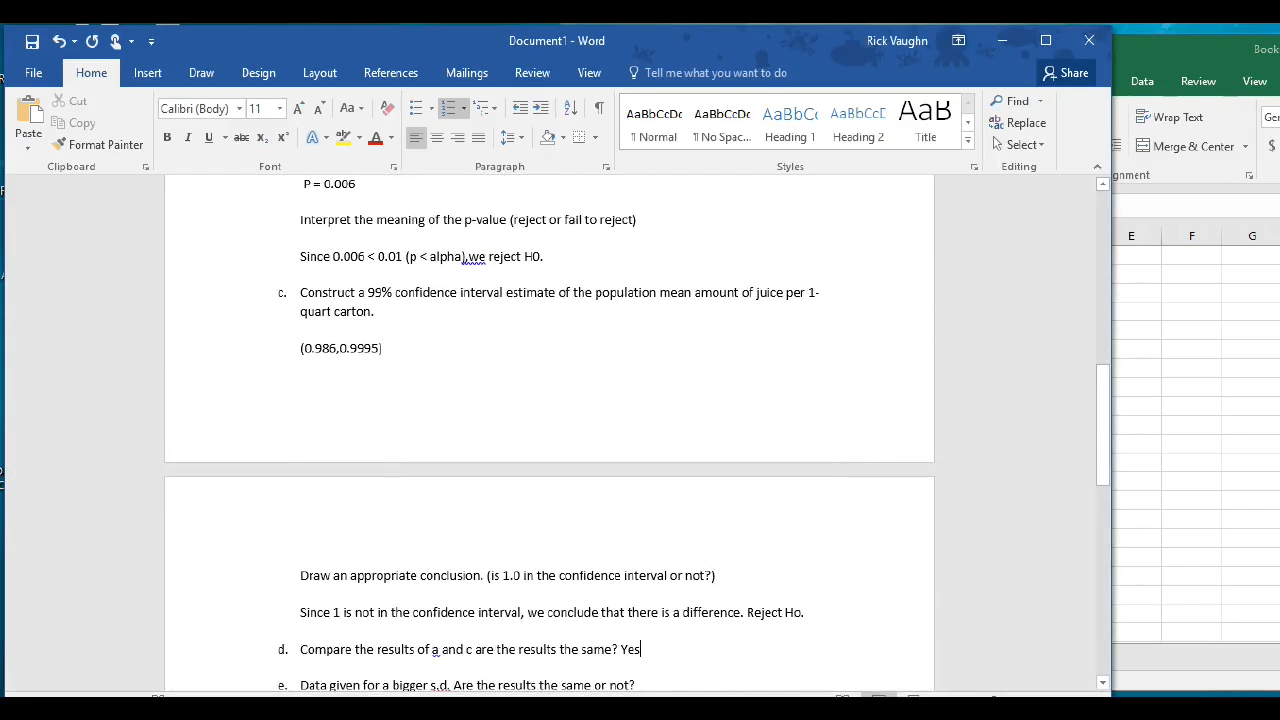 Document1 - Word
Rick Vaughn
Book
File Home Insert Draw Design Layout References Mailings Review View Tell me what you want to do Share
Data Review View
Paste
Cut
Copy
Format Painter
Calibri (Body) 11 Aa
B I U abc X₂ X² A A
AaBbCcDc AaBbCcDc AaBbCc AaBbCcD AaB
¶ Normal ¶ No Spac... Heading 1 Heading 2 Title
Find
Replace
Select
Wrap Text
Merge & Center
$
Clipboard Font Paragraph Styles Editing
gnment
E F G
P = 0.006
Interpret the meaning of the p-value (reject or fail to reject)
Since 0.006 < 0.01 (p < alpha),we reject H0.
c. Construct a 99% confidence interval estimate of the population mean amount of juice per 1-
quart carton.
(0.986,0.9995)
Draw an appropriate conclusion. (is 1.0 in the confidence interval or not?)
Since 1 is not in the confidence interval, we conclude that there is a difference. Reject Ho.
d. Compare the results of a and c are the results the same? Yes
e. Data given for a bigger s.d. Are the results the same or not?